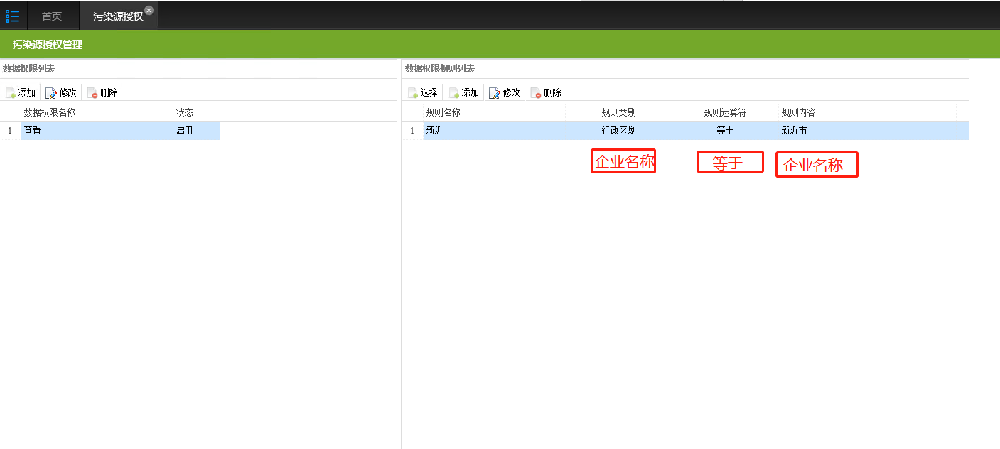 首页 污染源授权
污染源授权管理
数据权限列表
添加 修改 删除
数据权限名称 状态
1 查看 启用
数据权限规则列表
选择 添加 修改 删除
规则名称 规则类别 规则运算符 规则内容
1 新沂 行政区划 等于 新沂市
企业名称 等于 企业名称